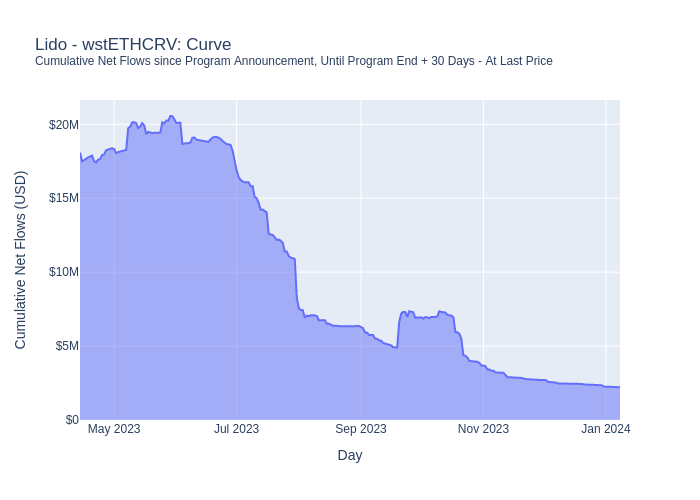 Lido - wstETHCRV: Curve
Cumulative Net Flows since Program Announcement, Until Program End + 30 Days - At Last Price
Cumulative Net Flows (USD)
$20M
$15M
$10M
$5M
$0
May 2023 Jul 2023 Sep 2023 Nov 2023 Jan 2024
Day